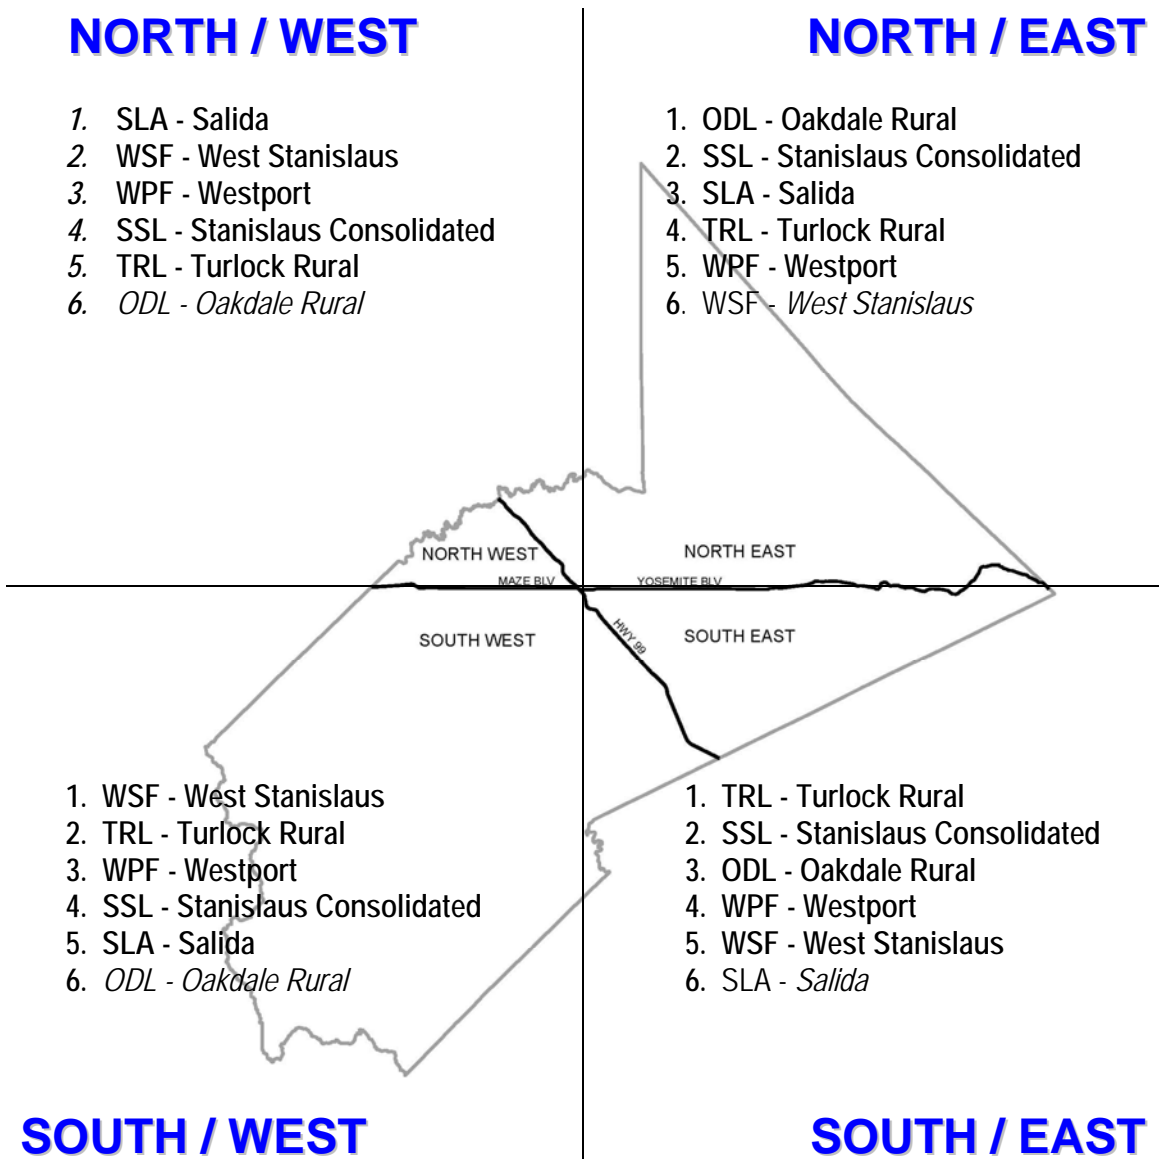 NORTH / WEST
1. SLA - Salida
2. WSF - West Stanislaus
3. WPF - Westport
4. SSL - Stanislaus Consolidated
5. TRL - Turlock Rural
6. ODL - Oakdale Rural
NORTH / EAST
1. ODL - Oakdale Rural
2. SSL - Stanislaus Consolidated
3. SLA - Salida
4. TRL - Turlock Rural
5. WPF - Westport
6. WSF - West Stanislaus
NORTH WEST
NORTH EAST
MAZE BLV
YOSEMITE BLV
SOUTH WEST
HWY 99
SOUTH EAST
1. WSF - West Stanislaus
2. TRL - Turlock Rural
3. WPF - Westport
4. SSL - Stanislaus Consolidated
5. SLA - Salida
6. ODL - Oakdale Rural
SOUTH / WEST
1. TRL - Turlock Rural
2. SSL - Stanislaus Consolidated
3. ODL - Oakdale Rural
4. WPF - Westport
5. WSF - West Stanislaus
6. SLA - Salida
SOUTH / EAST